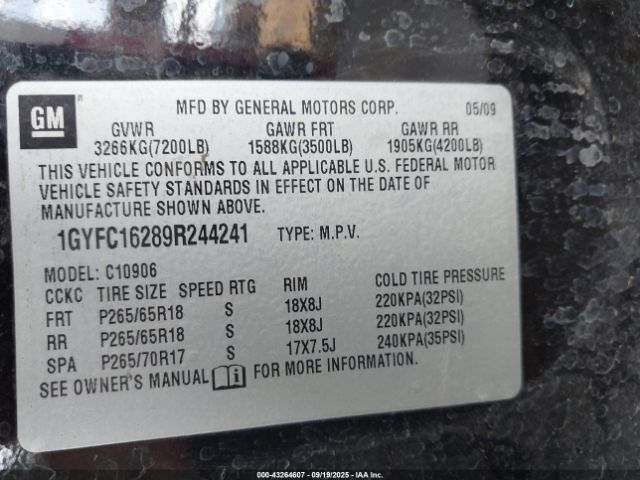 GM
MFD BY GENERAL MOTORS CORP. 05/09
GVWR GAWR FRT GAWR RR
3266KG(7200LB) 1588KG(3500LB) 1905KG(4200LB)
THIS VEHICLE CONFORMS TO ALL APPLICABLE U.S. FEDERAL MOTOR
VEHICLE SAFETY STANDARDS IN EFFECT ON THE DATE OF
MANUFACTURE SHOWN ABOVE.
1GYFC16289R244241 TYPE: M.P.V.
MODEL: C10906
CCKC TIRE SIZE SPEED RTG RIM COLD TIRE PRESSURE
FRT P265/65R18 S 18X8J 220KPA(32PSI)
RR P265/65R18 S 18X8J 220KPA(32PSI)
SPA P265/70R17 S 17X7.5J 240KPA(35PSI)
SEE OWNER'S MANUAL i FOR MORE INFORMATION.
000-43264607 - 09/19/2025 - IAA Inc.